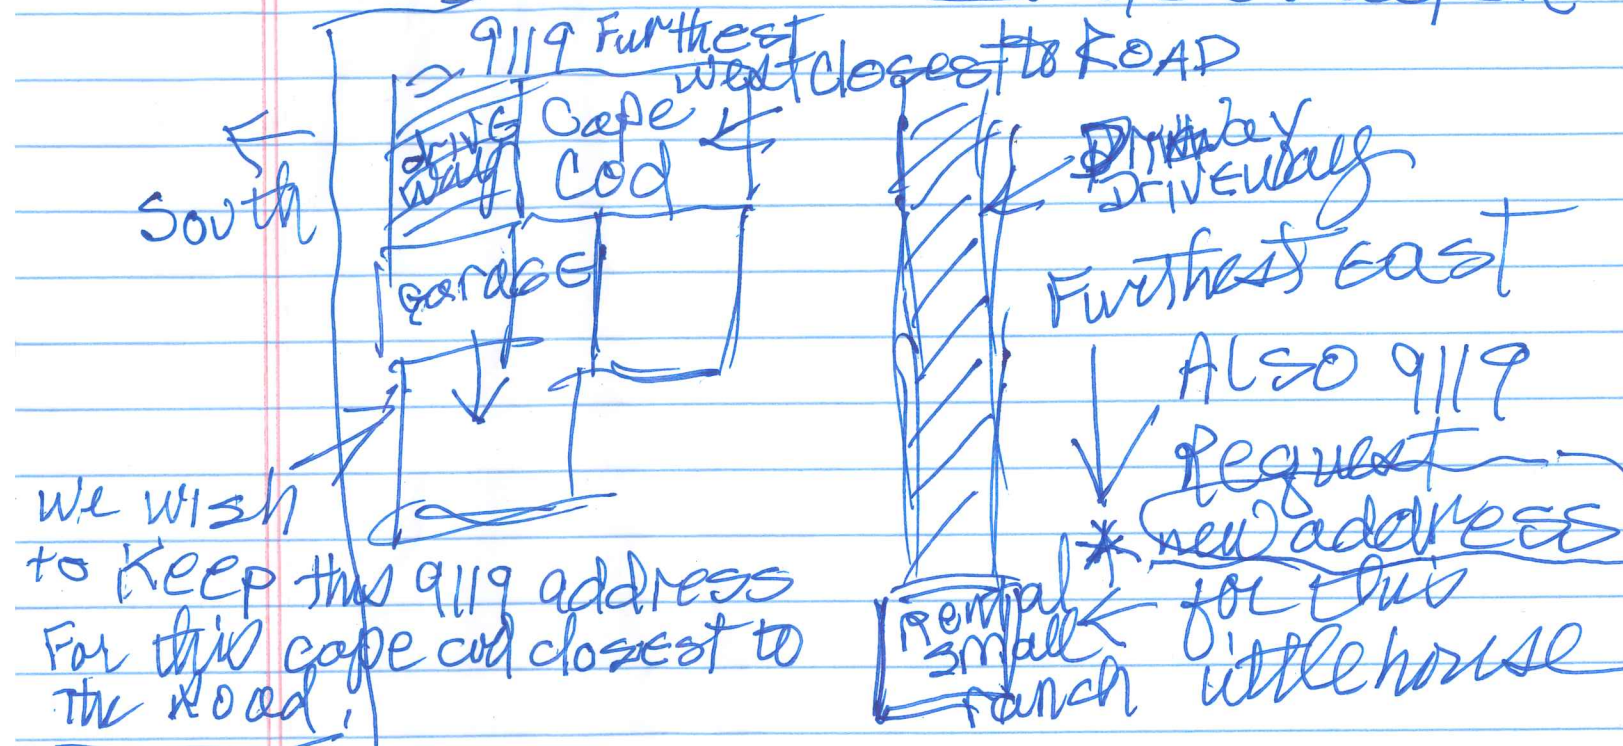 9119 Furthest
west closest to ROAD
drive
way
Cape
Cod
South
Driveway
Furthest East
garage
Also 9119
Request
new address
for this
little house
Rental
small
ranch
We wish
to Keep this 9119 address
For this cape cod closest to
The Road!